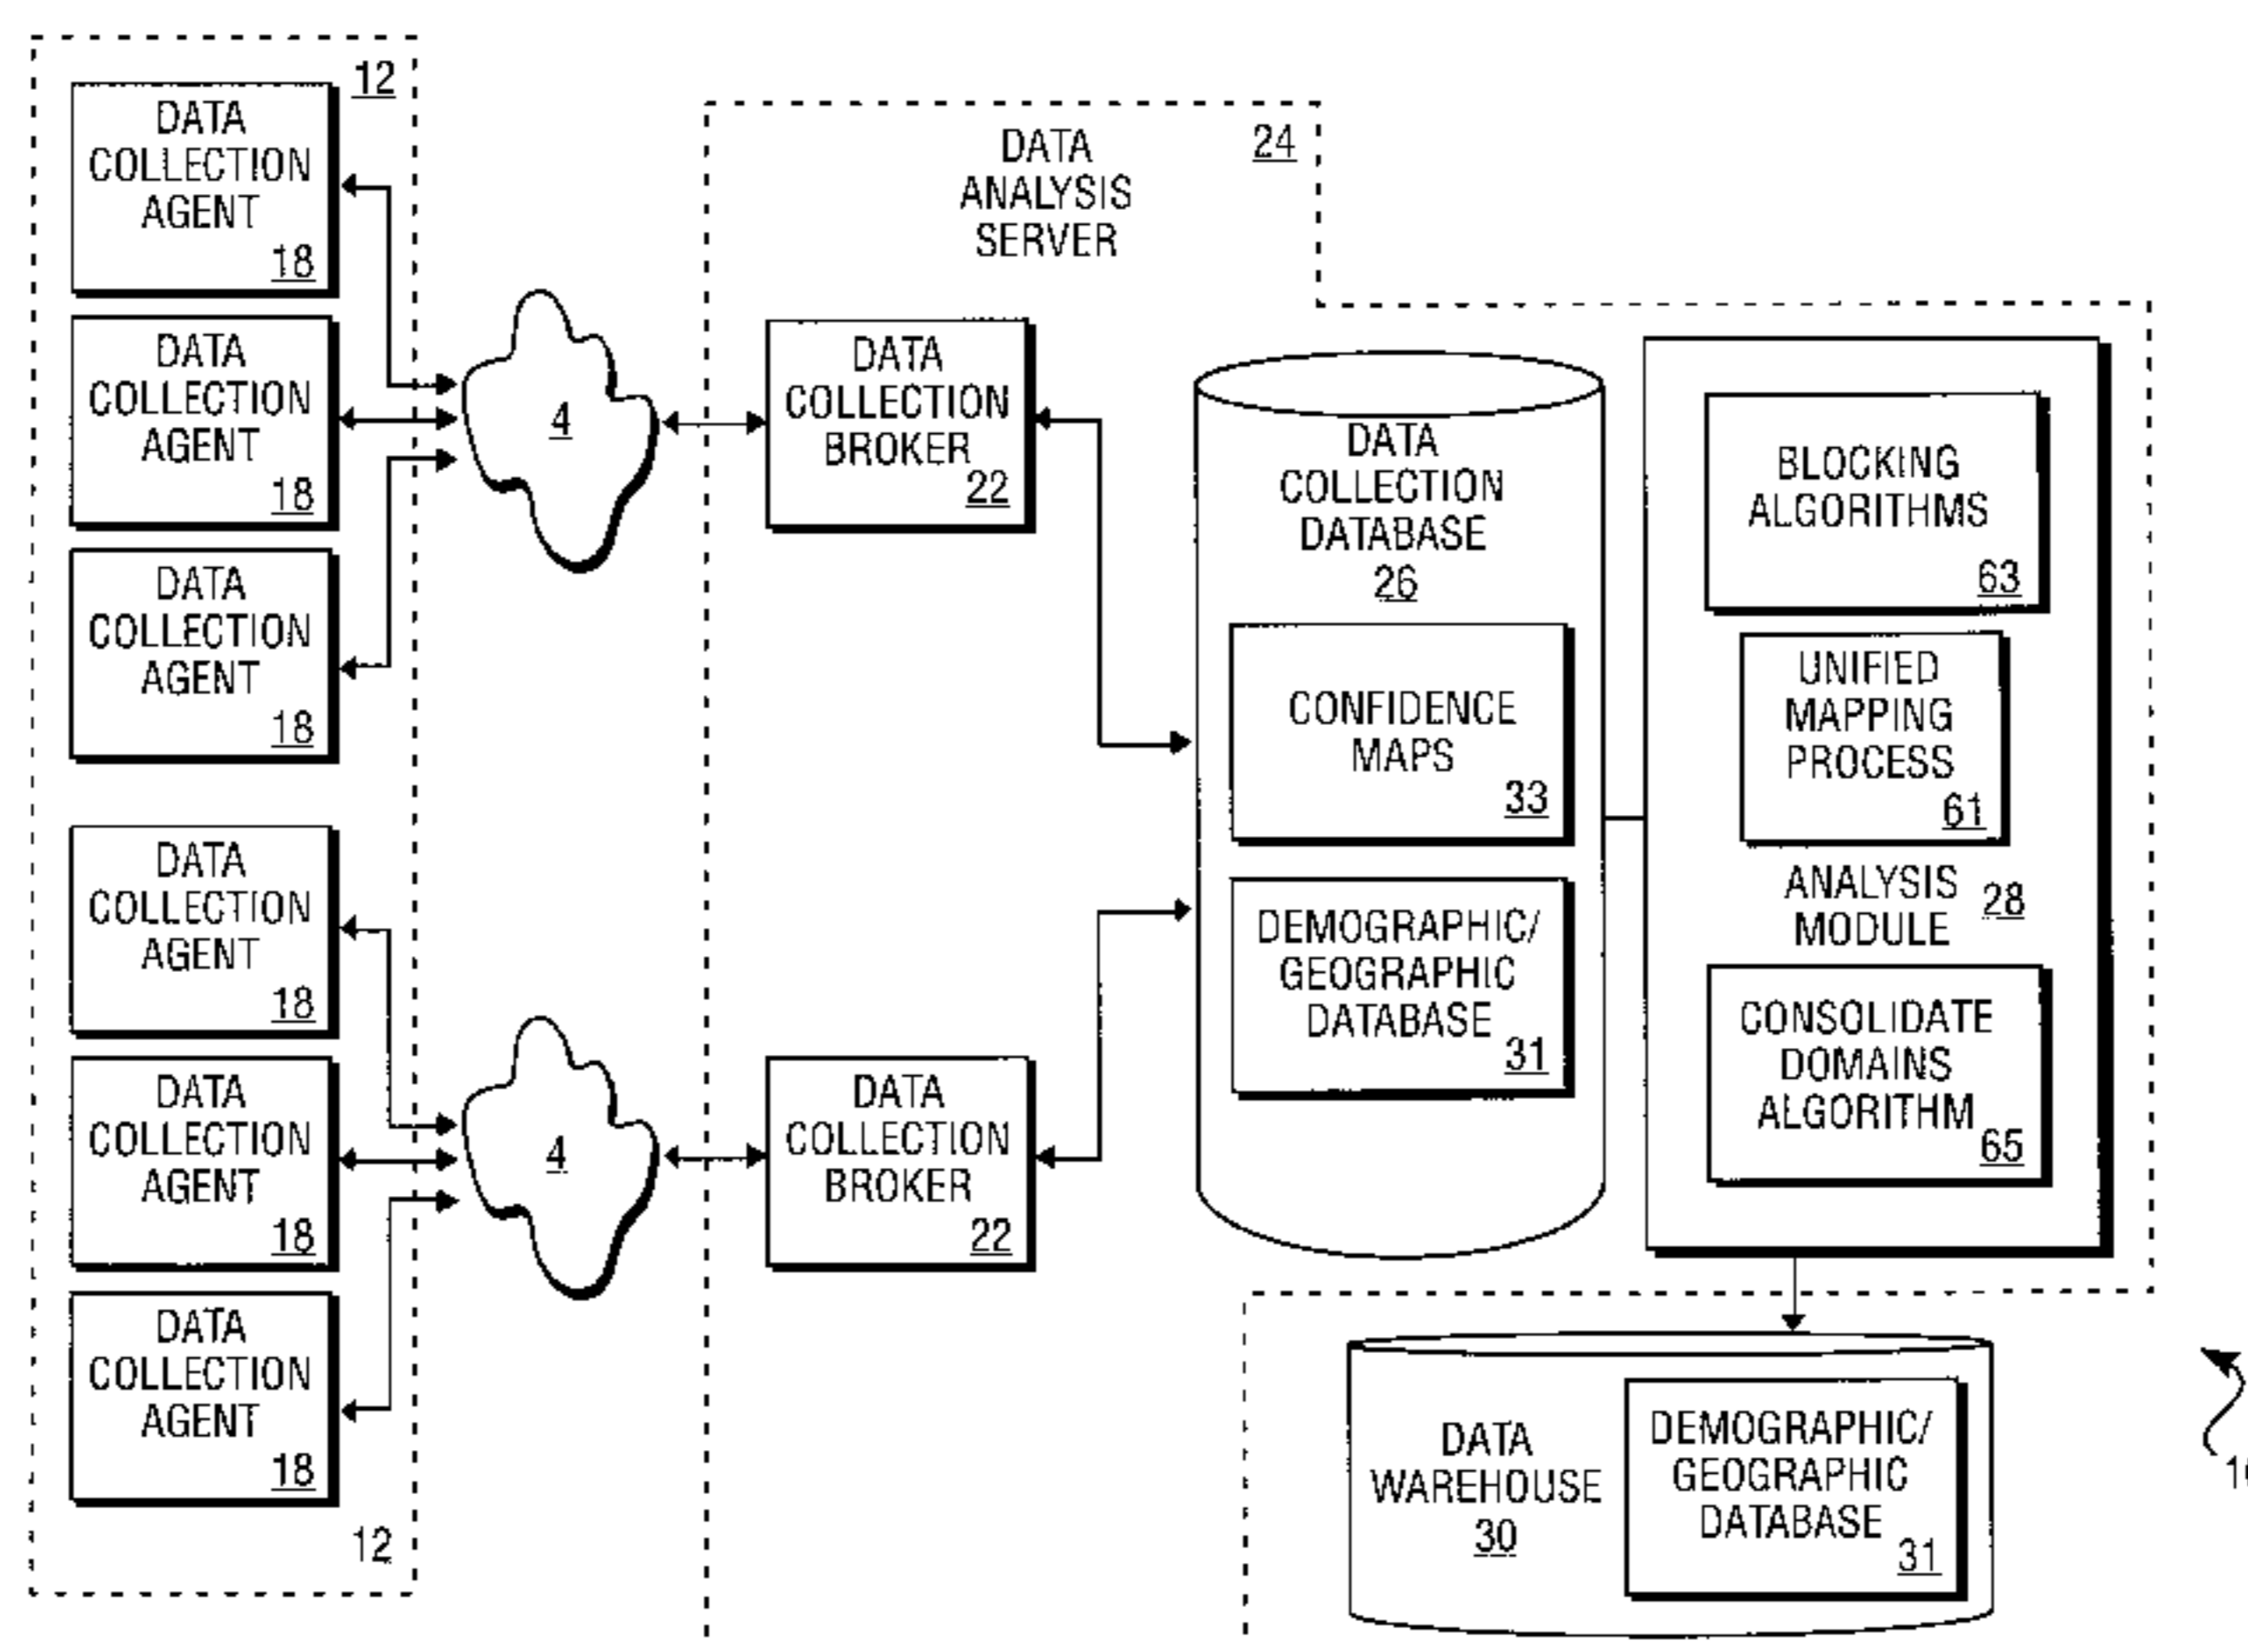 12
DATA
COLLECTION
AGENT
18
DATA
COLLECTION
AGENT
18
DATA
COLLECTION
AGENT
18
DATA
COLLECTION
AGENT
18
DATA
COLLECTION
AGENT
18
DATA
COLLECTION
AGENT
18
12
4
4
DATA
ANALYSIS
SERVER
24
DATA
COLLECTION
BROKER
22
DATA
COLLECTION
BROKER
22
DATA
COLLECTION
DATABASE
26
CONFIDENCE
MAPS
33
DEMOGRAPHIC/
GEOGRAPHIC
DATABASE
31
BLOCKING
ALGORITHMS
63
UNIFIED
MAPPING
PROCESS
61
ANALYSIS
MODULE
28
CONSOLIDATE
DOMAINS
ALGORITHM
65
DATA
WAREHOUSE
30
DEMOGRAPHIC/
GEOGRAPHIC
DATABASE
31